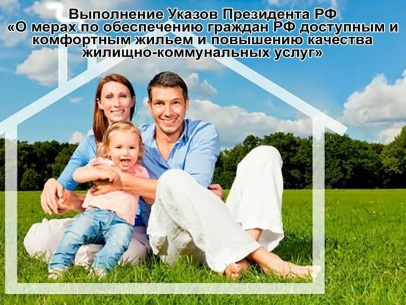 Выполнение Указов Президента РФ
«О мерах по обеспечению граждан РФ доступным и
комфортным жильем и повышению качества
жилищно-коммунальных услуг»